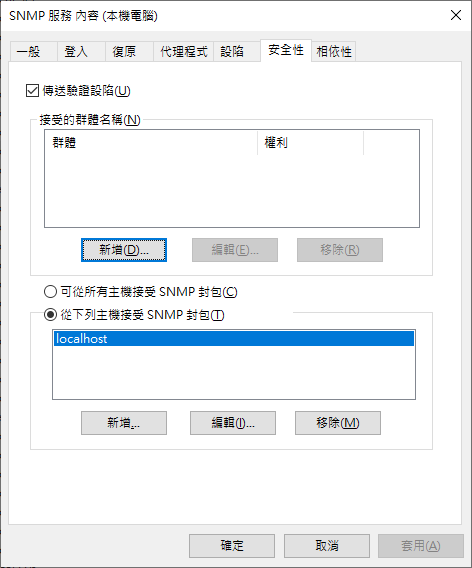 SNMP 服務 內容 (本機電腦)
一般 登入 復原 代理程式 設陷 安全性 相依性
傳送驗證設陷(U)
接受的群體名稱(N)
群體 權利
新增(D)... 編輯(E)... 移除(R)
可從所有主機接受 SNMP 封包(C)
從下列主機接受 SNMP 封包(T)
localhost
新增... 編輯(I)... 移除(M)
確定 取消 套用(A)